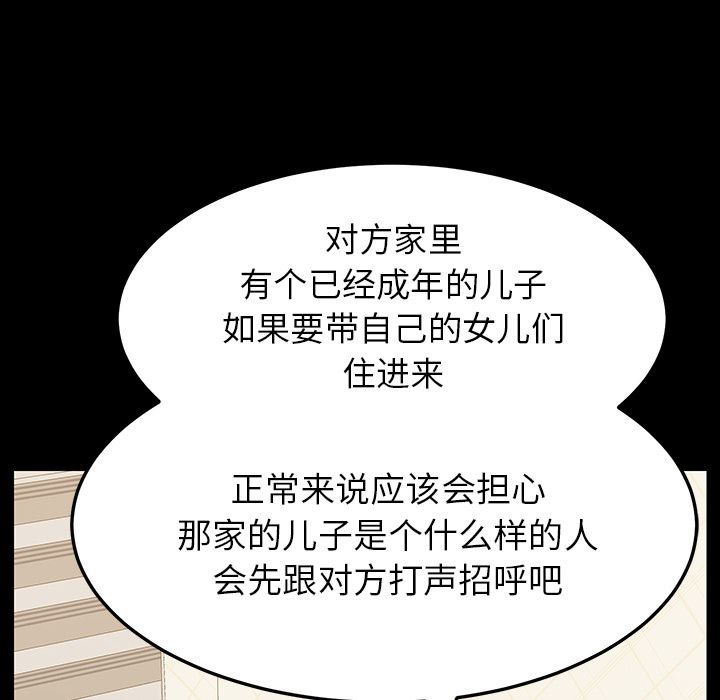 对方家里
有个已经成年的儿子
如果要带自己的女儿们
住进来
正常来说应该会担心
那家的儿子是个什么样的人
会先跟对方打声招呼吧